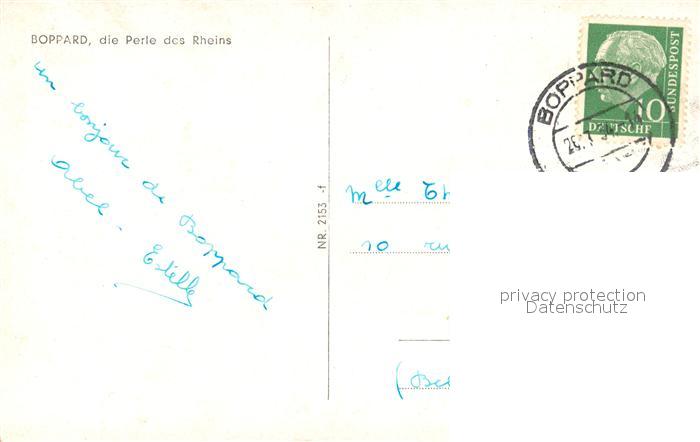 BOPPARD, die Perle des Rheins
un bonjour de Boppard
Abel - Estelle
NR. 2153 -f
BOPPARD
DEUTSCHE
BUNDESPOST
10
Mlle
10 ru
privacy protection
Datenschutz